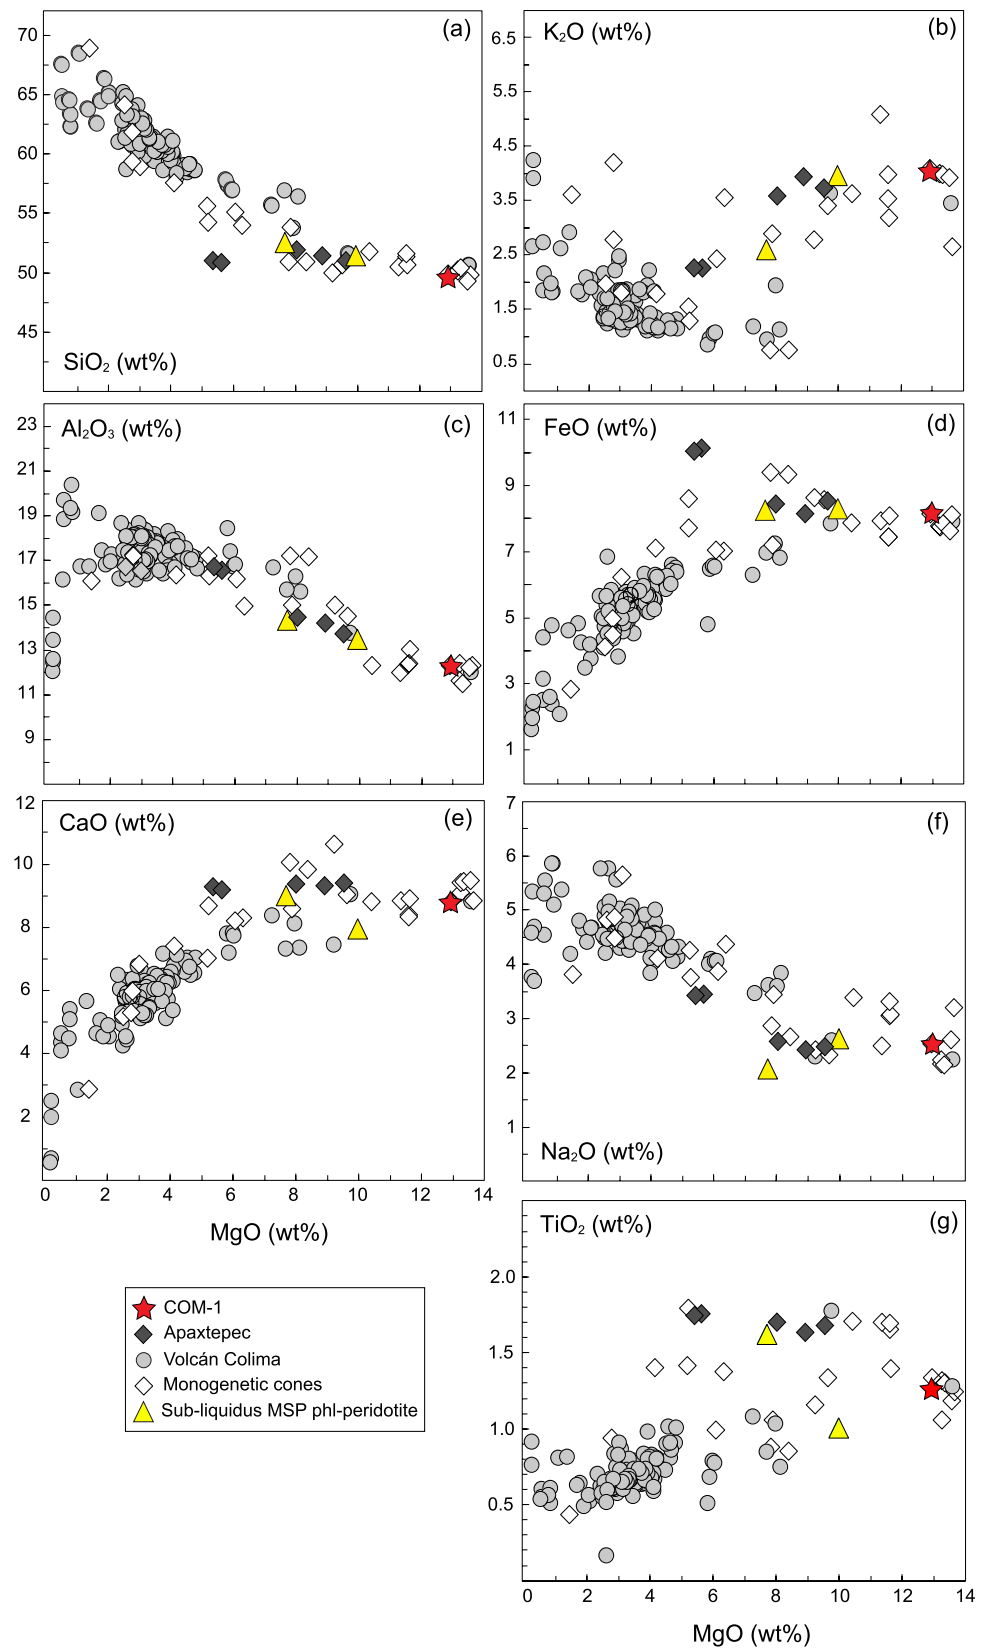 (a)
70
65
60
55
50
45
SiO₂ (wt%)
K₂O (wt%)
(b)
6.5
5.5
4.5
3.5
2.5
1.5
0.5
Al₂O₃ (wt%)
(c)
23
21
19
17
15
13
11
9
FeO (wt%)
(d)
11
9
7
5
3
1
CaO (wt%)
(e)
12
10
8
6
4
2
0 2 4 6 8 10 12 14
MgO (wt%)
(f)
7
6
5
4
3
2
1
Na₂O (wt%)
TiO₂ (wt%)
(g)
2.0
1.5
1.0
0.5
0 2 4 6 8 10 12 14
MgO (wt%)
COM-1
Apaxtepec
Volcán Colima
Monogenetic cones
Sub-liquidus MSP phl-peridotite